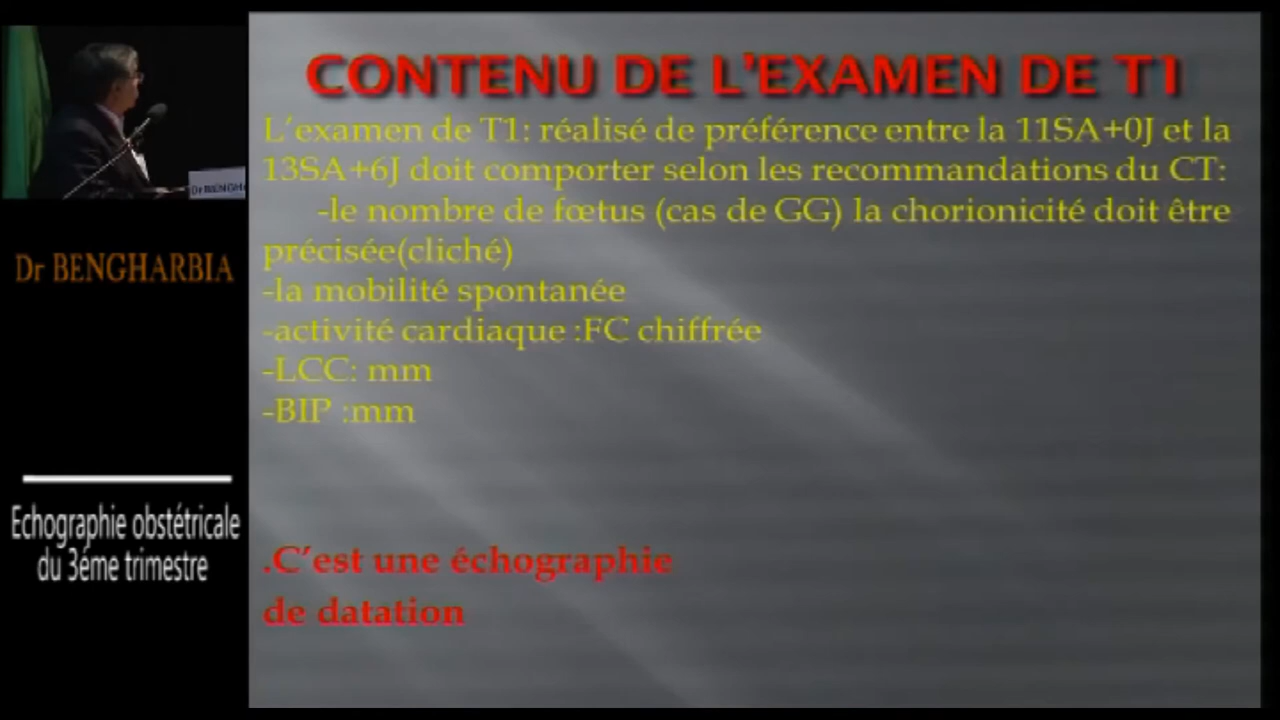 CONTENU DE L'EXAMEN DE T1
L'examen de T1: réalisé de préférence entre la 11SA+0J et la
13SA+6J doit comporter selon les recommandations du CT:
-le nombre de fœtus (cas de GG) la chorionicité doit être
précisée(cliché)
-la mobilité spontanée
-activité cardiaque :FC chiffrée
-LCC: mm
-BIP :mm
.C'est une échographie
de datation
Dr BENGH
Dr BENGHARBIA
Echographie obstétricale
du 3éme trimestre